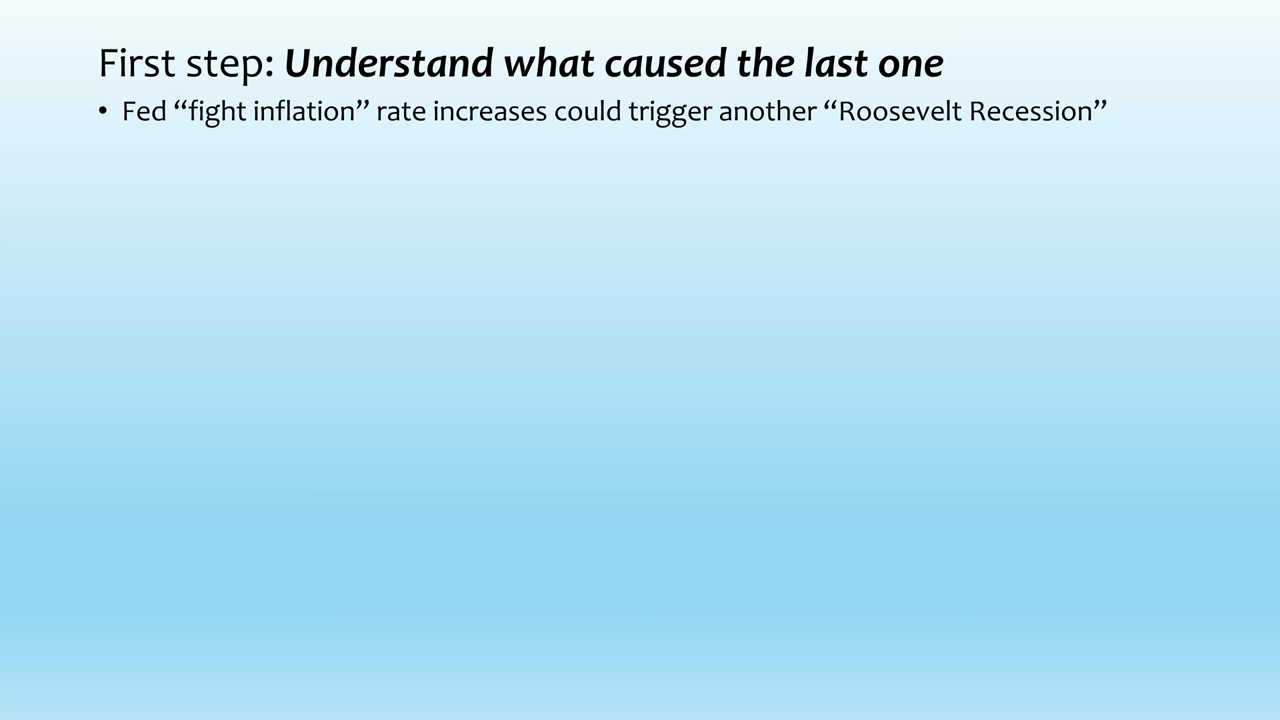 First step: Understand what caused the last one
• Fed “fight inflation” rate increases could trigger another “Roosevelt Recession”